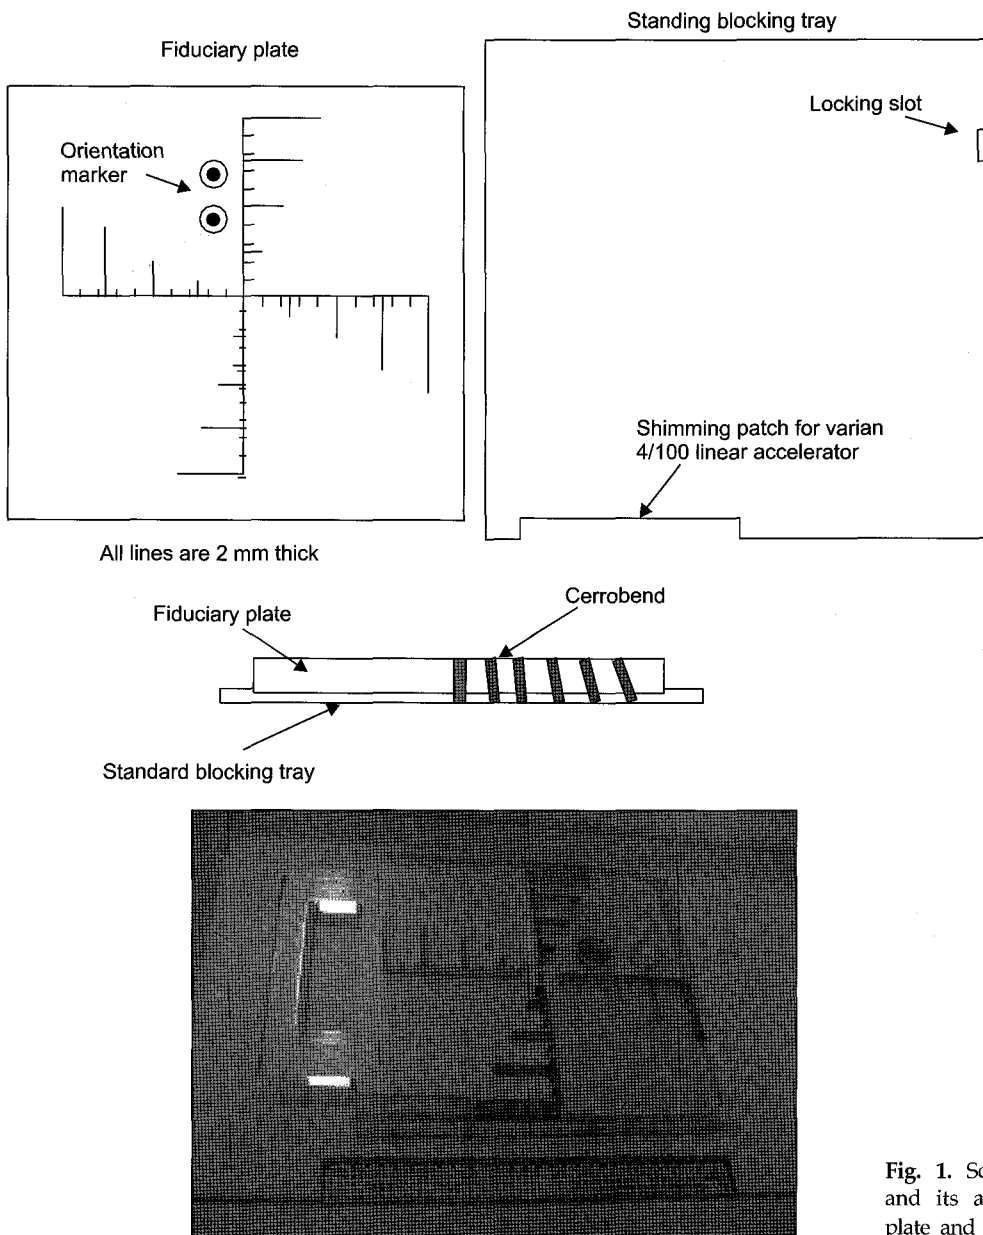 Standing blocking tray
Fiduciary plate
Locking slot
Orientation
marker
Shimming patch for varian
4/100 linear accelerator
All lines are 2 mm thick
Cerrobend
Fiduciary plate
Standard blocking tray
Fig. 1.
and its
plate and